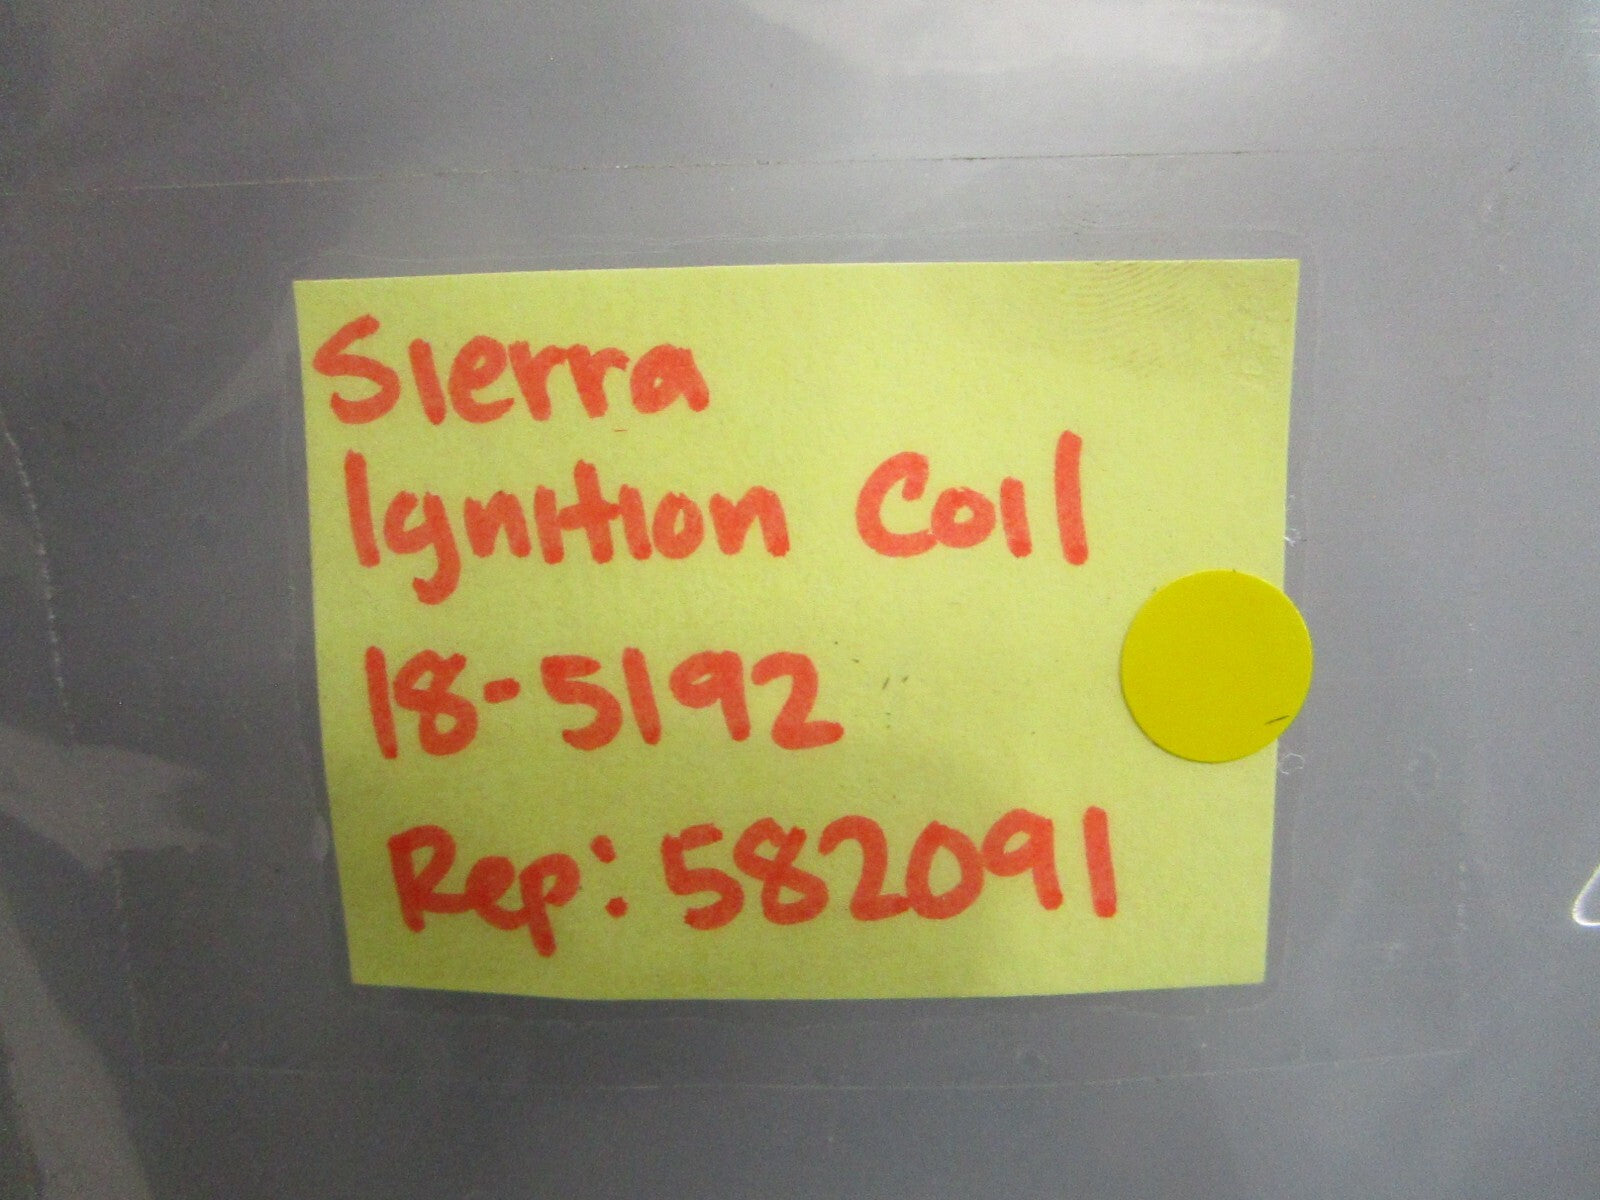 Sierra
Ignition Coil
18-5192
Rep: 582091